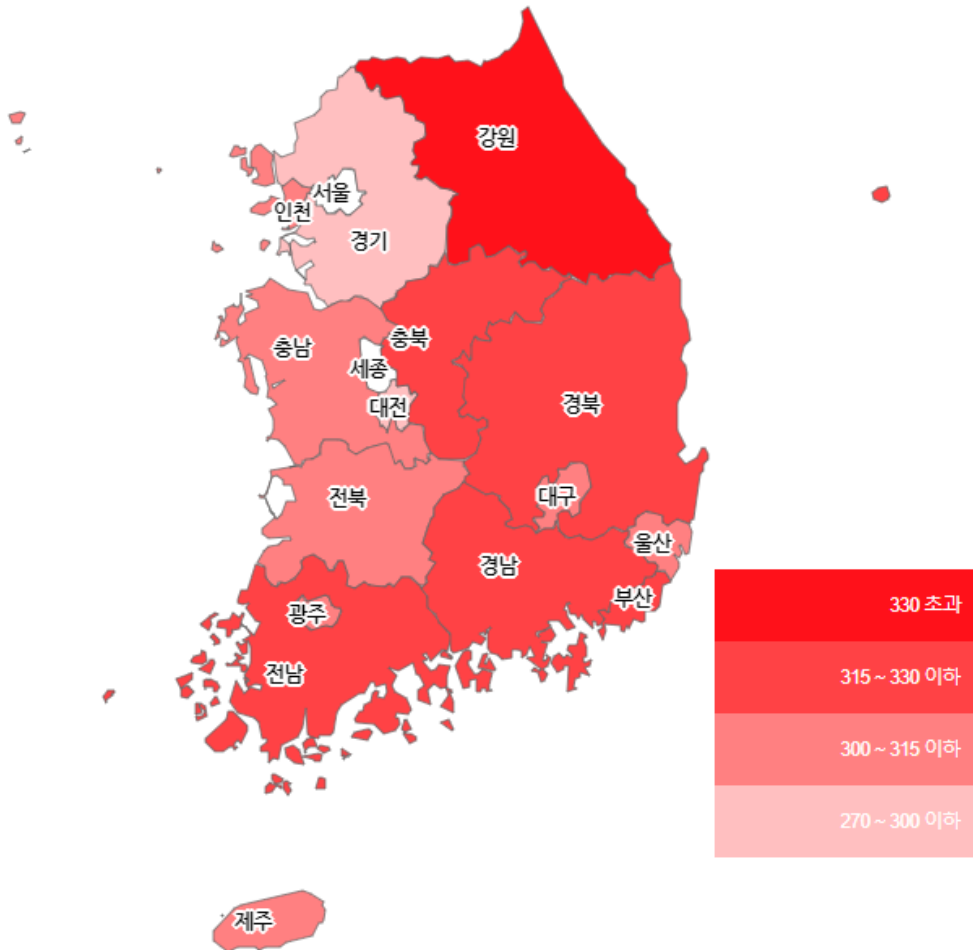 강원
서울
인천
경기
충남
충북
세종
대전
경북
전북
대구
울산
경남
부산
광주
전남
제주
330 초과
315 ~ 330 이하
300 ~ 315 이하
270 ~ 300 이하